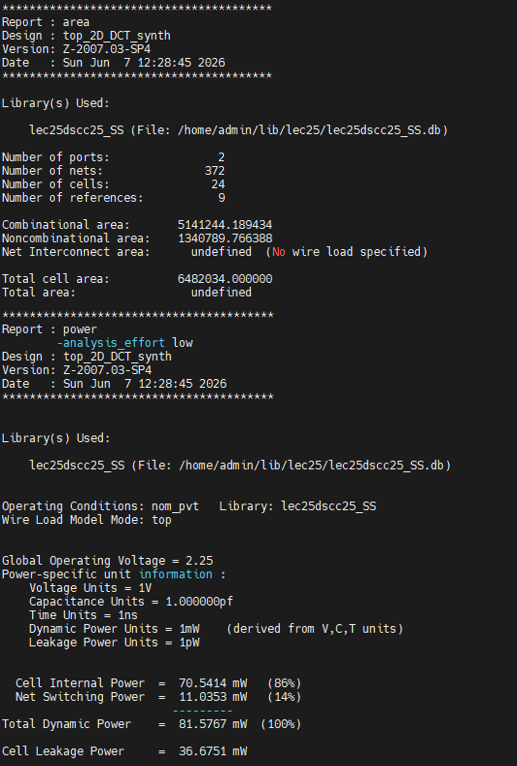 ****************************************
Report : area
Design : top_2D_DCT_synth
Version: Z-2007.03-SP4
Date   : Sun Jun  7 12:28:45 2026
****************************************
Library(s) Used:
    lec25dscc25_SS (File: /home/admin/lib/lec25/lec25dscc25_SS.db)
Number of ports:                2
Number of nets:               372
Number of cells:               24
Number of references:           9
Combinational area:       5141244.189434
Noncombinational area:    1340789.766388
Net Interconnect area:      undefined  (No wire load specified)
Total cell area:          6482034.000000
Total area:                 undefined
****************************************
Report : power
        -analysis_effort low
Design : top_2D_DCT_synth
Version: Z-2007.03-SP4
Date   : Sun Jun  7 12:28:45 2026
****************************************
Library(s) Used:
    lec25dscc25_SS (File: /home/admin/lib/lec25/lec25dscc25_SS.db)
Operating Conditions: nom_pvt   Library: lec25dscc25_SS
Wire Load Model Mode: top
Global Operating Voltage = 2.25
Power-specific unit information :
    Voltage Units = 1V
    Capacitance Units = 1.000000pf
    Time Units = 1ns
    Dynamic Power Units = 1mW    (derived from V,C,T units)
    Leakage Power Units = 1pW
  Cell Internal Power  =  70.5414 mW   (86%)
  Net Switching Power  =  11.0353 mW   (14%)
                         ---------
Total Dynamic Power    =  81.5767 mW  (100%)
Cell Leakage Power     =  36.6751 mW